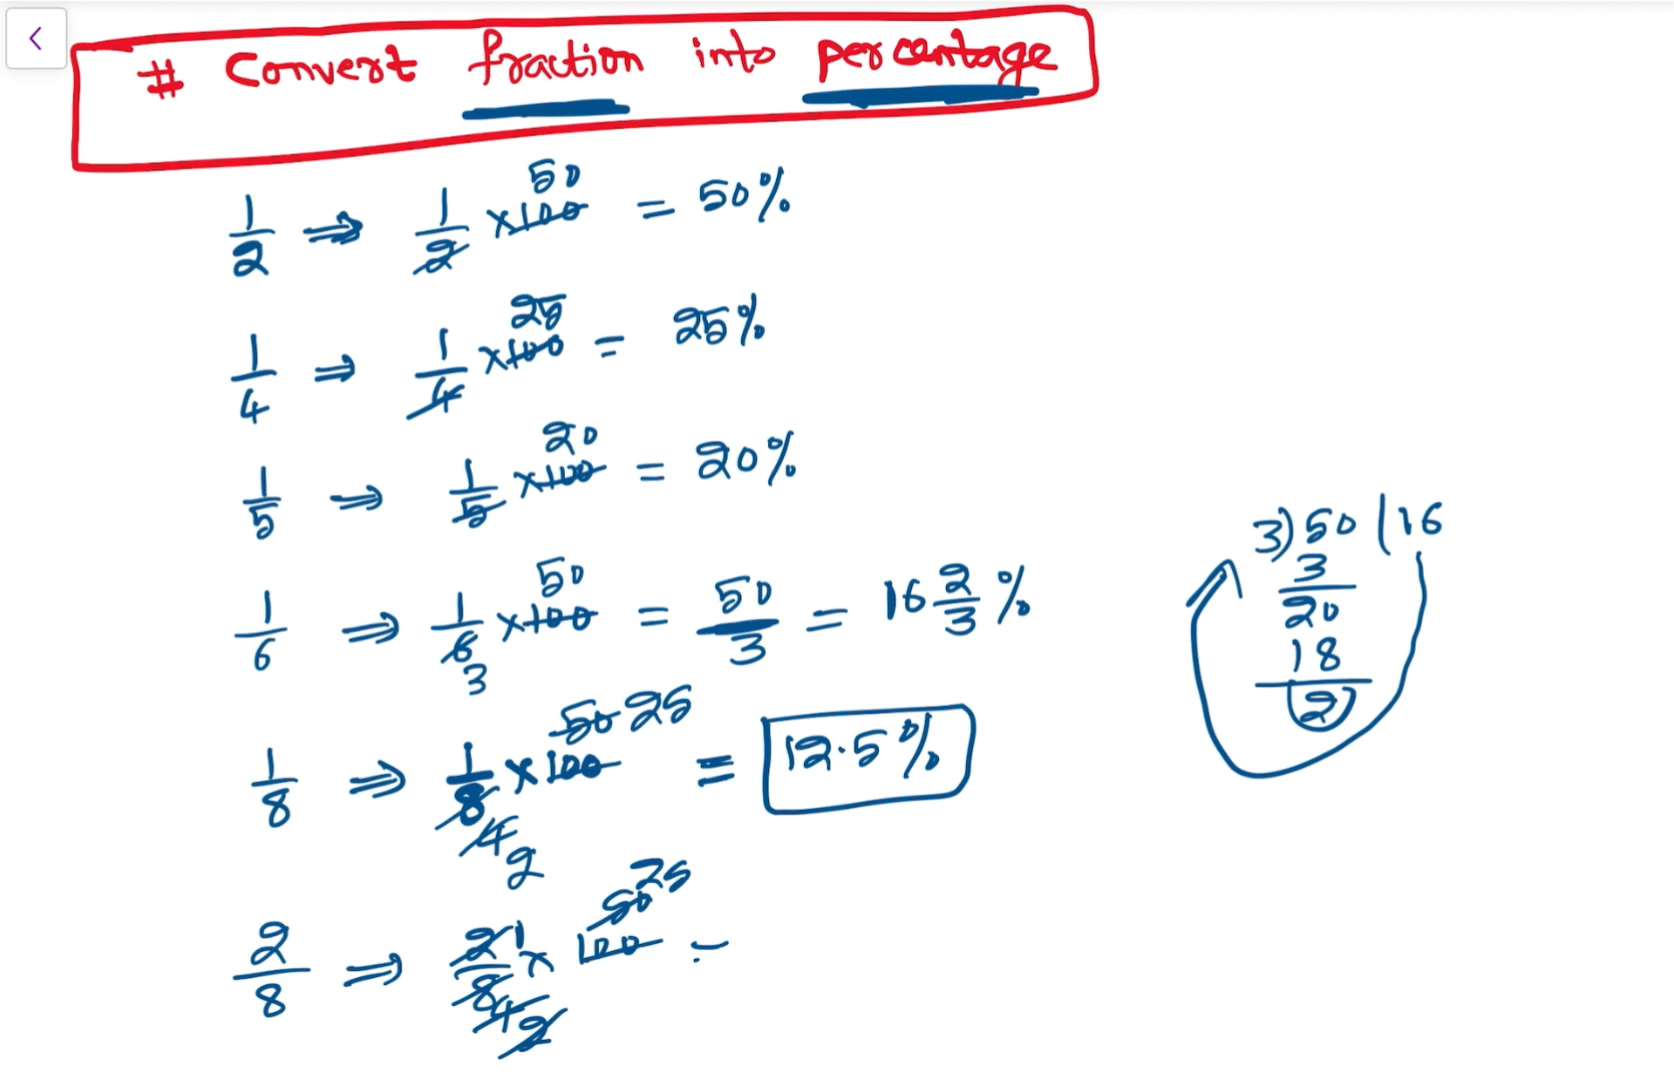 # Convert fraction into percentage
1/2 ⇒ 1/2 ×100 50 = 50%
1/4 ⇒ 1/4 ×100 25 = 25%
1/5 ⇒ 1/5 ×100 20 = 20%
1/6 ⇒ 1/6 3 ×100 50 = 50/3 = 16 2/3 %
3)50(16
3
20
18
2
1/8 ⇒ 1/8 4 2 ×100 50 25 = 12.5%
2/8 ⇒ 2/8 1 4 2 × 100 50 25 =